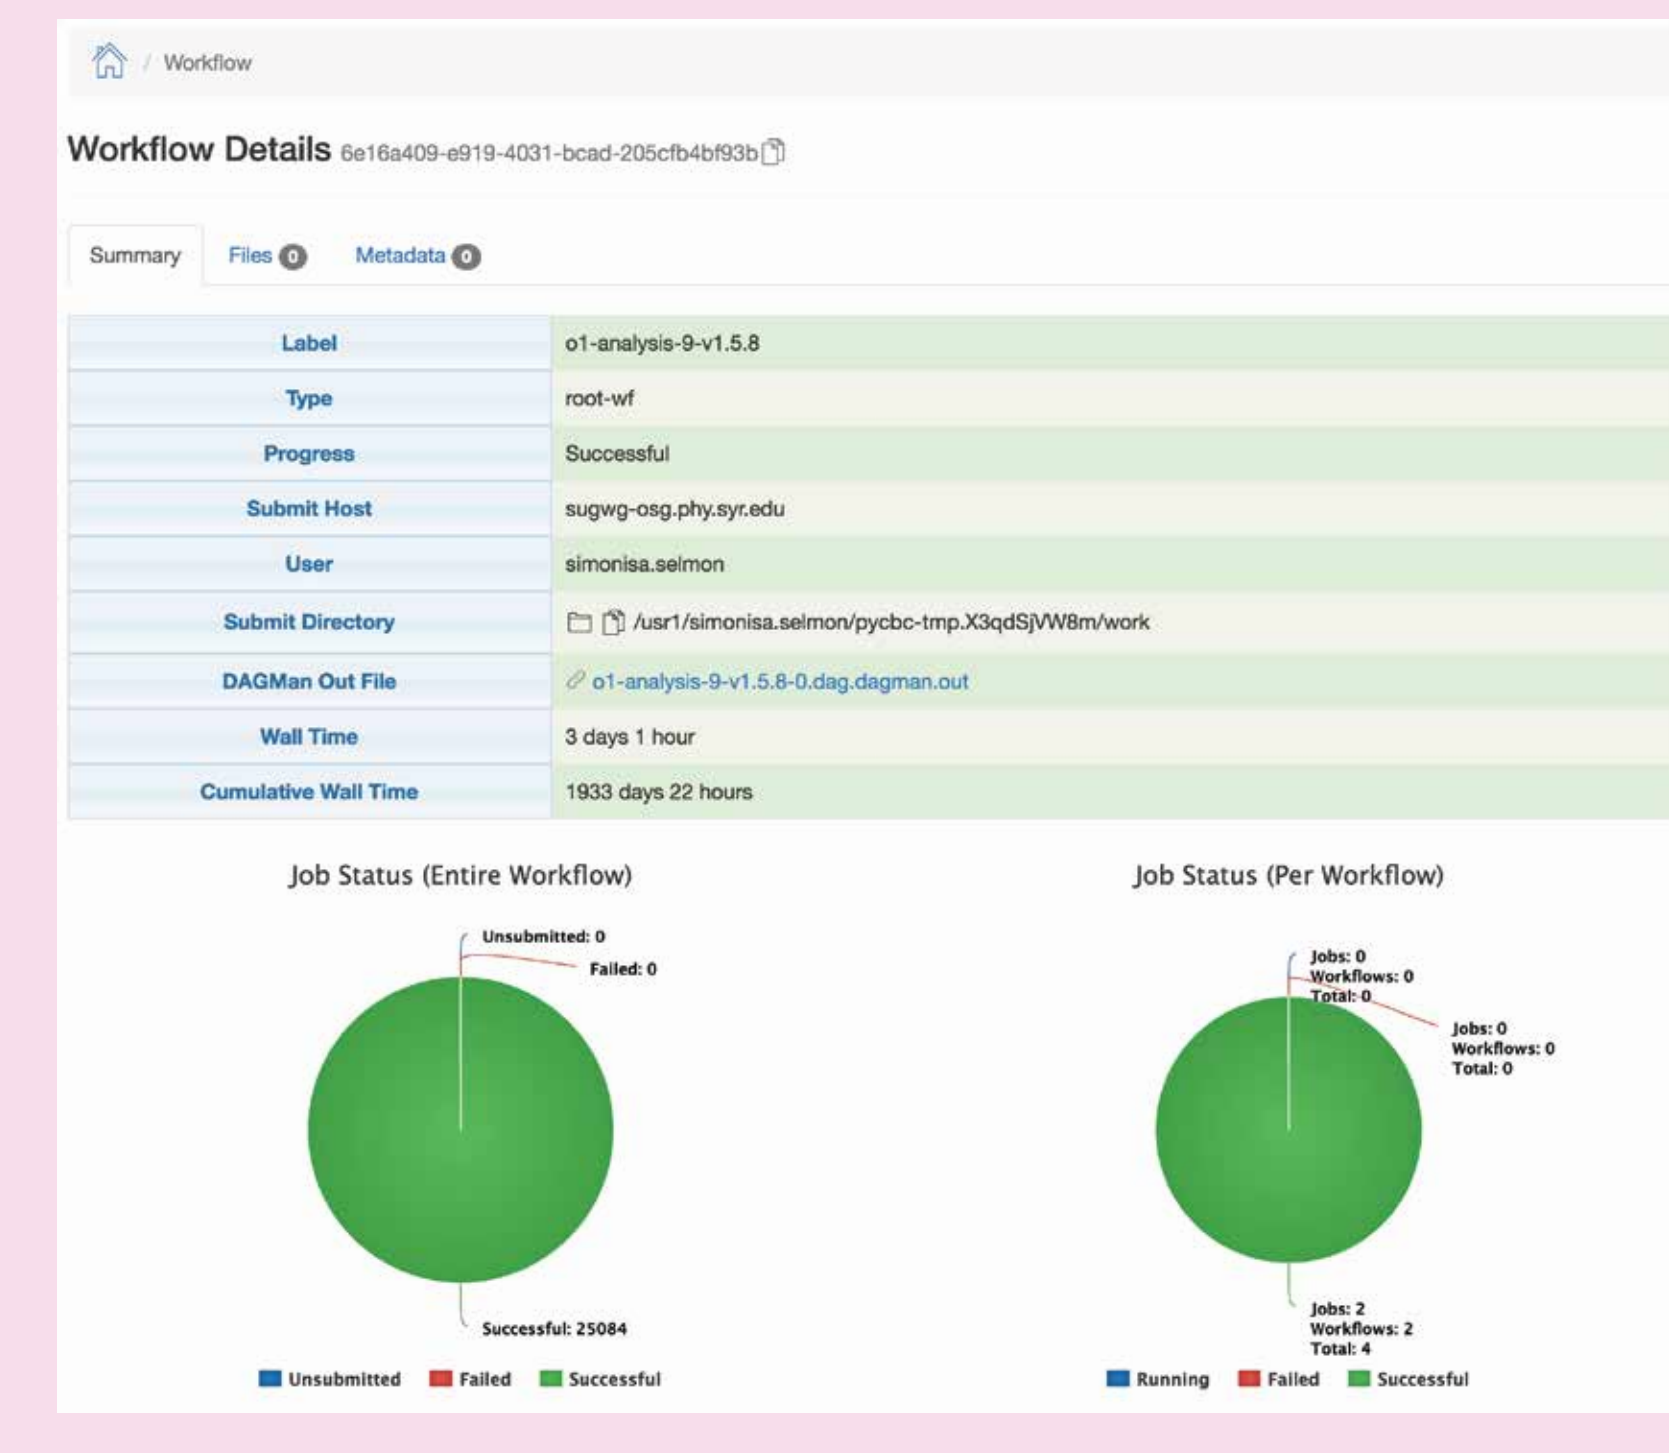 / Workflow
Workflow Details 6e16a409-e919-4031-bcad-205cfb4bf93b
Summary Files 0 Metadata 0
Label o1-analysis-9-v1.5.8
Type root-wf
Progress Successful
Submit Host sugwg-osg.phy.syr.edu
User simonisa.selmon
Submit Directory /usr1/simonisa.selmon/pycbc-tmp.X3qdSjVW8m/work
DAGMan Out File o1-analysis-9-v1.5.8-0.dag.dagman.out
Wall Time 3 days 1 hour
Cumulative Wall Time 1933 days 22 hours
Job Status (Entire Workflow)
Unsubmitted: 0
Failed: 0
Successful: 25084
Unsubmitted Failed Successful
Job Status (Per Workflow)
Jobs: 0
Workflows: 0
Total: 0
Jobs: 0
Workflows: 0
Total: 0
Jobs: 2
Workflows: 2
Total: 4
Running Failed Successful